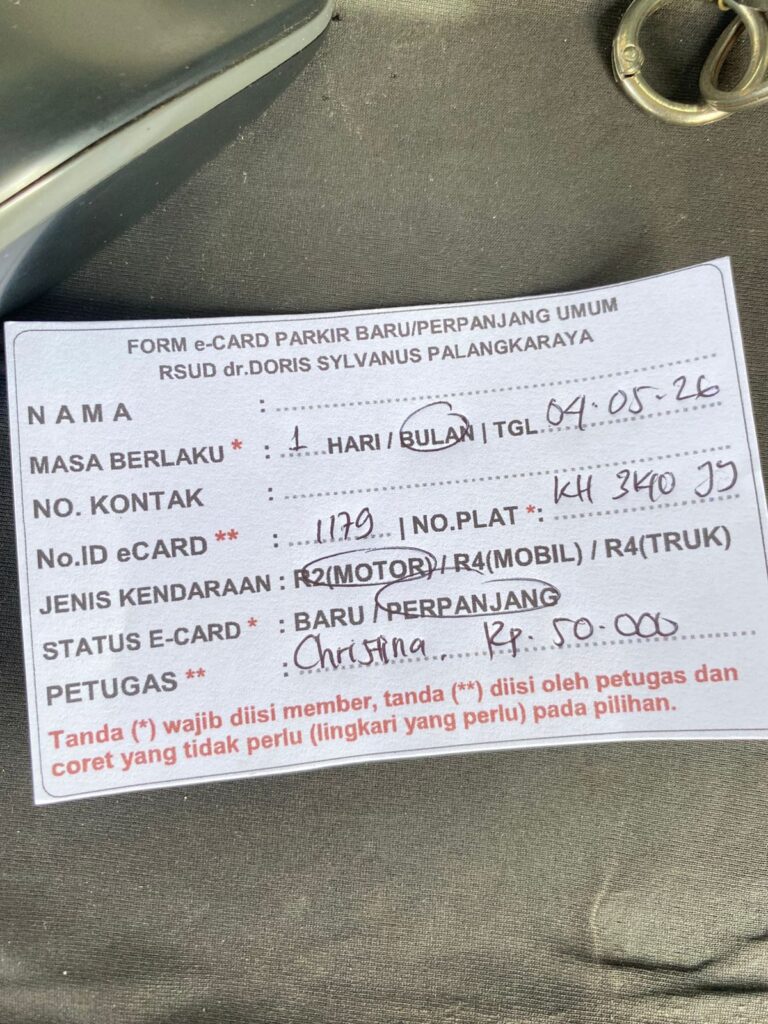 FORM e-CARD PARKIR BARU/PERPANJANG UMUM
RSUD dr.DORIS SYLVANUS PALANGKARAYA
NAMA :
MASA BERLAKU * : 1 HARI / BULAN | TGL 04.05.26
NO. KONTAK :
No.ID eCARD ** : 1179 | NO.PLAT *: KH 3440 JJ
JENIS KENDARAAN : R2(MOTOR) / R4(MOBIL) / R4(TRUK)
STATUS E-CARD * : BARU / PERPANJANG
PETUGAS ** : Christina. Rp. 50.000
Tanda (*) wajib diisi member, tanda (**) diisi oleh petugas dan
coret yang tidak perlu (lingkari yang perlu) pada pilihan.